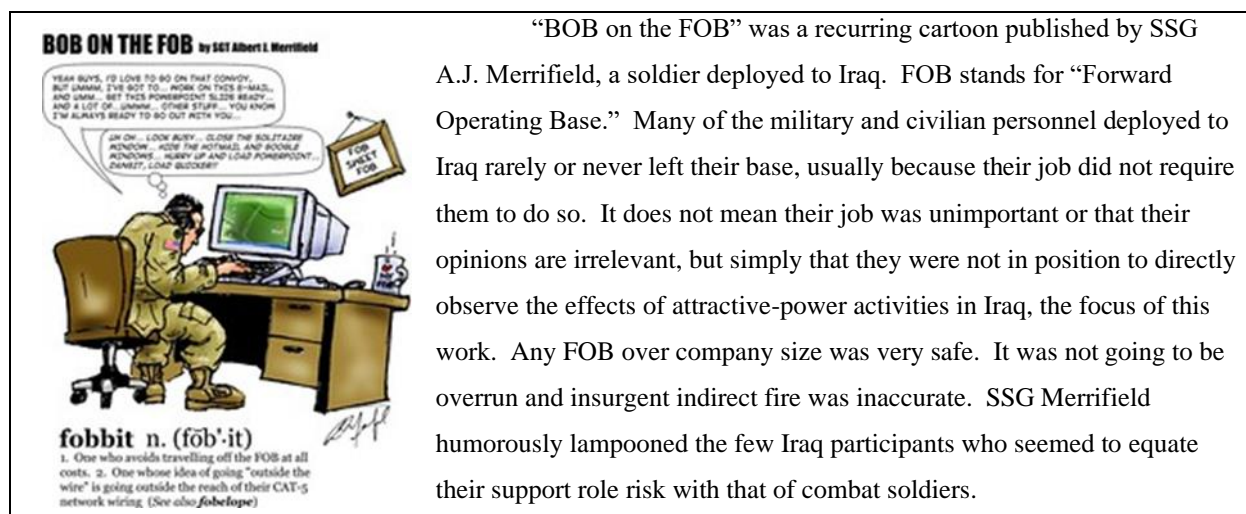 BOB ON THE FOB by SGT Albert J. Merrifield
YEAH GUYS, I'D LOVE TO GO ON THAT CONVOY,
BUT UMMM, I'VE GOT TO... WORK ON THIS E-MAIL,
AND UMM... GET THIS POWERPOINT SLIDE READY...
AND A LOT OF...UMMM... OTHER STUFF... YOU KNOW
I'M ALWAYS READY TO GO OUT WITH YOU...
UH OH... LOOK BUSY... CLOSE THE SOLITAIRE
WINDOW... HIDE THE HOTMAIL AND GOOGLE
WINDOWS... HURRY UP AND LOAD POWERPOINT...
DANGIT, LOAD QUICKER!!
FOB
SWEET
FOB
fobbit n. (fŏb'-it)
1. One who avoids travelling off the FOB at all
costs. 2. One whose idea of going "outside the
wire" is going outside the reach of their CAT-5
network wiring (See also fobelope)
“BOB on the FOB” was a recurring cartoon published by SSG
A.J. Merrifield, a soldier deployed to Iraq. FOB stands for “Forward
Operating Base.” Many of the military and civilian personnel deployed to
Iraq rarely or never left their base, usually because their job did not require
them to do so. It does not mean their job was unimportant or that their
opinions are irrelevant, but simply that they were not in position to directly
observe the effects of attractive-power activities in Iraq, the focus of this
work. Any FOB over company size was very safe. It was not going to be
overrun and insurgent indirect fire was inaccurate. SSG Merrifield
humorously lampooned the few Iraq participants who seemed to equate
their support role risk with that of combat soldiers.